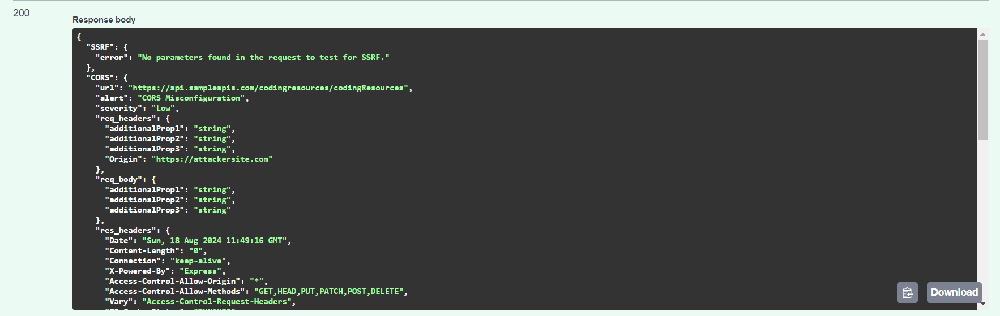 200
Response body
{
"SSRF": {
"error": "No parameters found in the request to test for SSRF."
},
"CORS": {
"url": "https://api.sampleapis.com/codingresources/codingResources",
"alert": "CORS Misconfiguration",
"severity": "Low",
"req_headers": {
"additionalProp1": "string",
"additionalProp2": "string",
"additionalProp3": "string",
"Origin": "https://attackersite.com"
},
"req_body": {
"additionalProp1": "string",
"additionalProp2": "string",
"additionalProp3": "string"
},
"res_headers": {
"Date": "Sun, 18 Aug 2024 11:49:16 GMT",
"Content-Length": "0",
"Connection": "keep-alive",
"X-Powered-By": "Express",
"Access-Control-Allow-Origin": "*",
"Access-Control-Allow-Methods": "GET,HEAD,PUT,PATCH,POST,DELETE",
"Vary": "Access-Control-Request-Headers",
Download